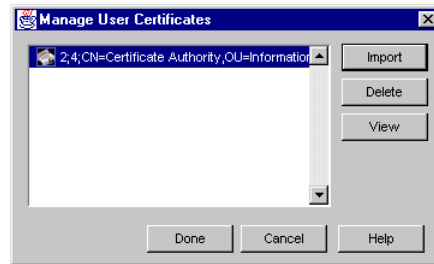 Manage User Certificates
2;4;CN=Certificate Authority,OU=Information
Import
Delete
View
Done
Cancel
Help